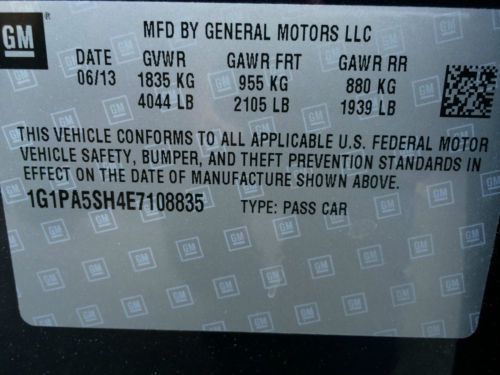 GM
MFD BY GENERAL MOTORS LLC
DATE GVWR GAWR FRT GAWR RR
06/13 1835 KG 955 KG 880 KG
4044 LB 2105 LB 1939 LB
THIS VEHICLE CONFORMS TO ALL APPLICABLE U.S. FEDERAL MOTOR
VEHICLE SAFETY, BUMPER, AND THEFT PREVENTION STANDARDS IN
EFFECT ON THE DATE OF MANUFACTURE SHOWN ABOVE.
1G1PA5SH4E7108835 TYPE: PASS CAR